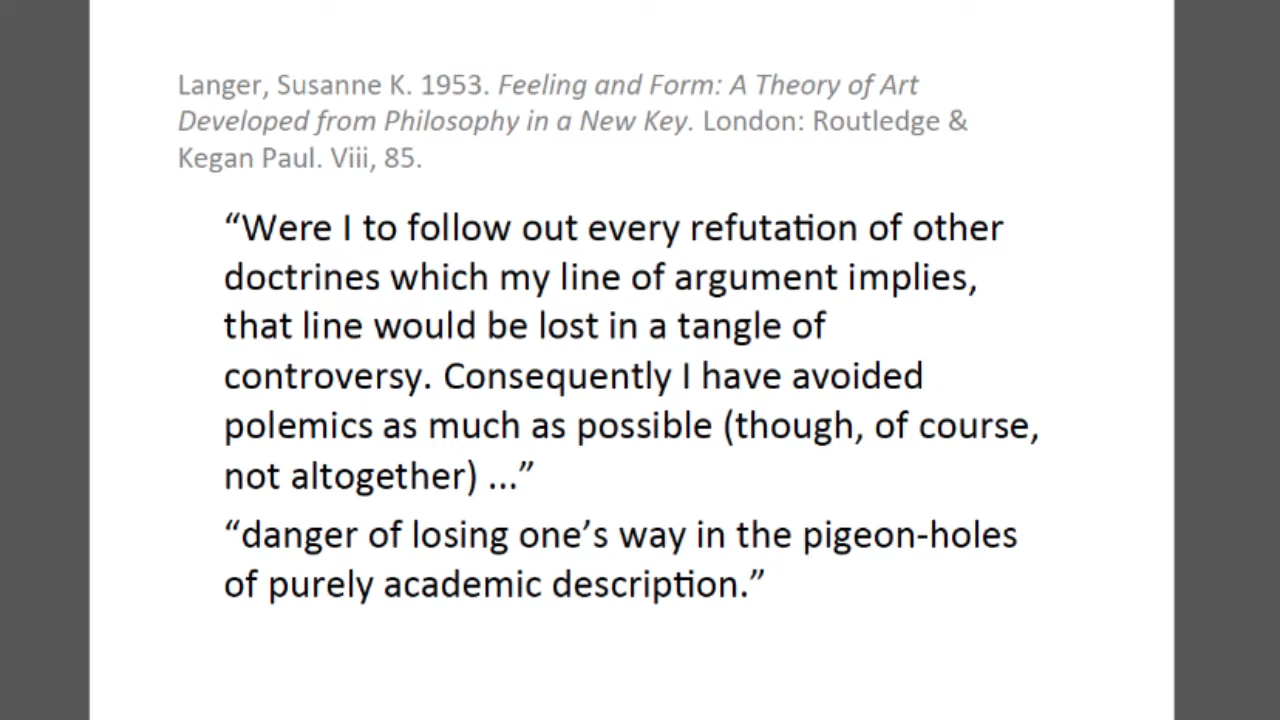 Langer, Susanne K. 1953. Feeling and Form: A Theory of Art
Developed from Philosophy in a New Key. London: Routledge &
Kegan Paul. Viii, 85.
“Were I to follow out every refutation of other
doctrines which my line of argument implies,
that line would be lost in a tangle of
controversy. Consequently I have avoided
polemics as much as possible (though, of course,
not altogether) ...”
“danger of losing one’s way in the pigeon-holes
of purely academic description.”